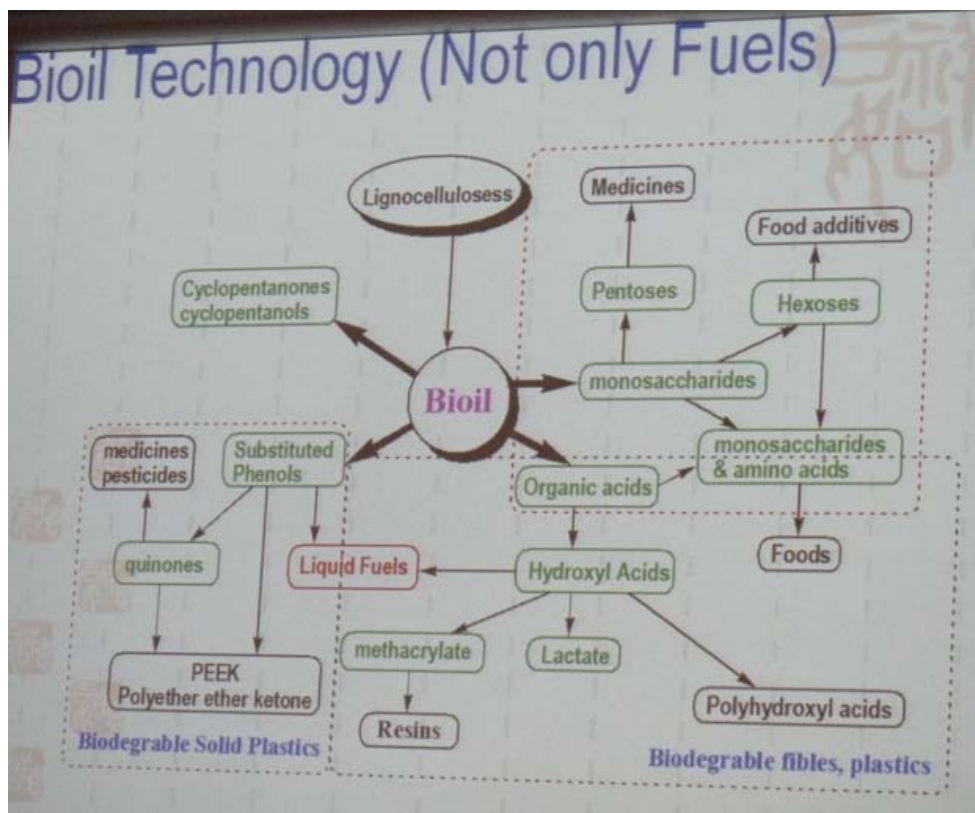 Bioil Technology (Not only Fuels)
Lignocellulosess
Medicines
Food additives
Cyclopentanones
cyclopentanols
Pentoses
Hexoses
Bioil
monosaccharides
medicines
pesticides
Substituted
Phenols
monosaccharides
& amino acids
Organic acids
quinones
Liquid Fuels
Hydroxyl Acids
Foods
methacrylate
Lactate
PEEK
Polyether ether ketone
Resins
Polyhydroxyl acids
Biodegrable Solid Plastics
Biodegrable fibles, plastics